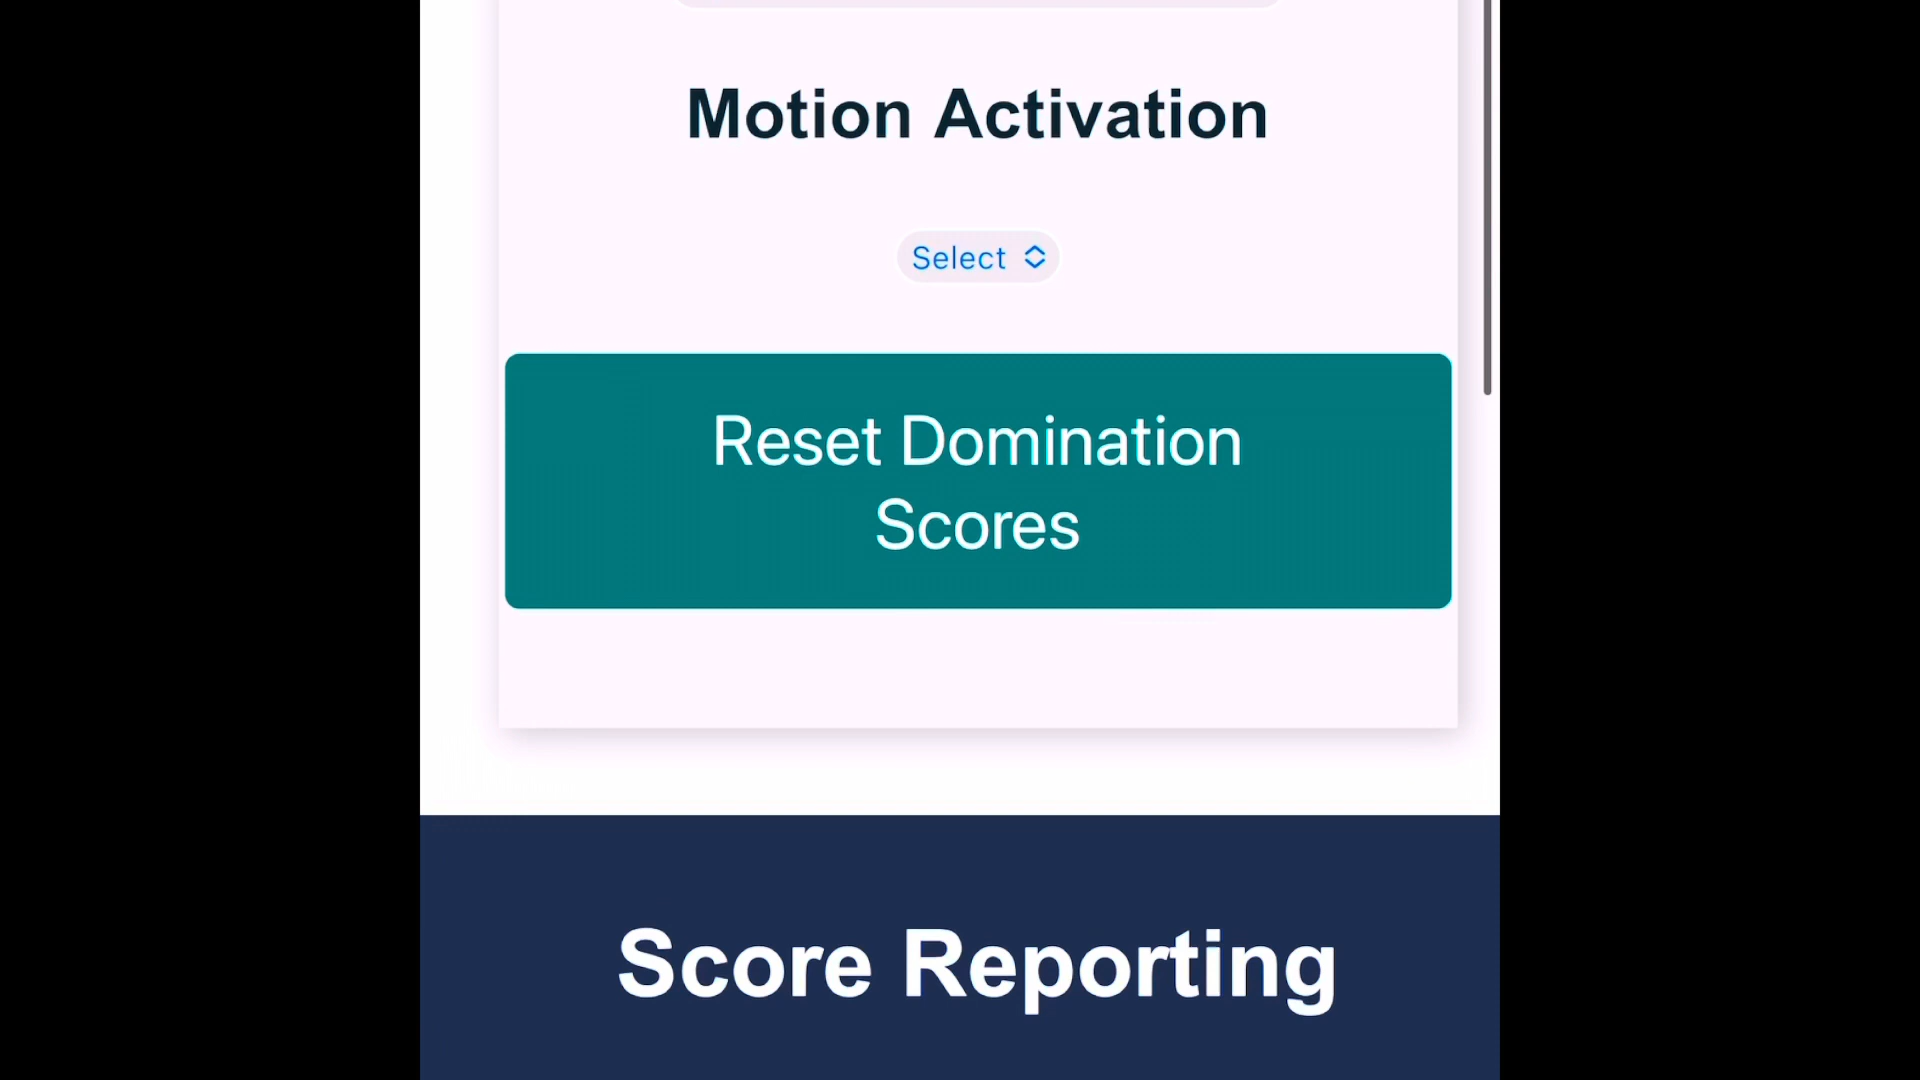 Motion Activation
Select
Reset Domination
Scores
Score Reporting